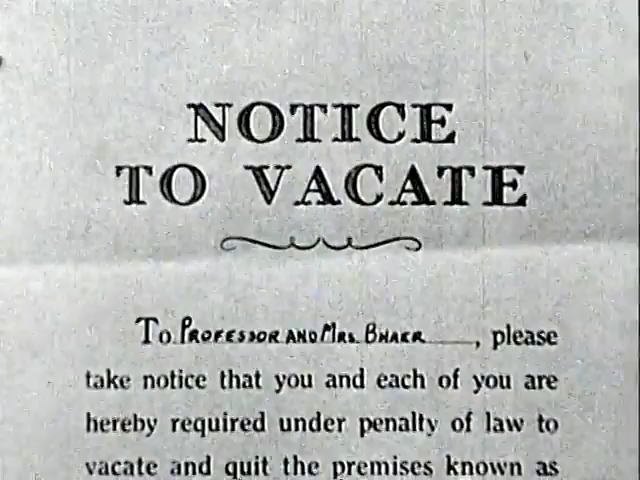 NOTICE
TO VACATE
To PROFESSOR AND MRS. BHAER, please
take notice that you and each of you are
hereby required under penalty of law to
vacate and quit the premises known as